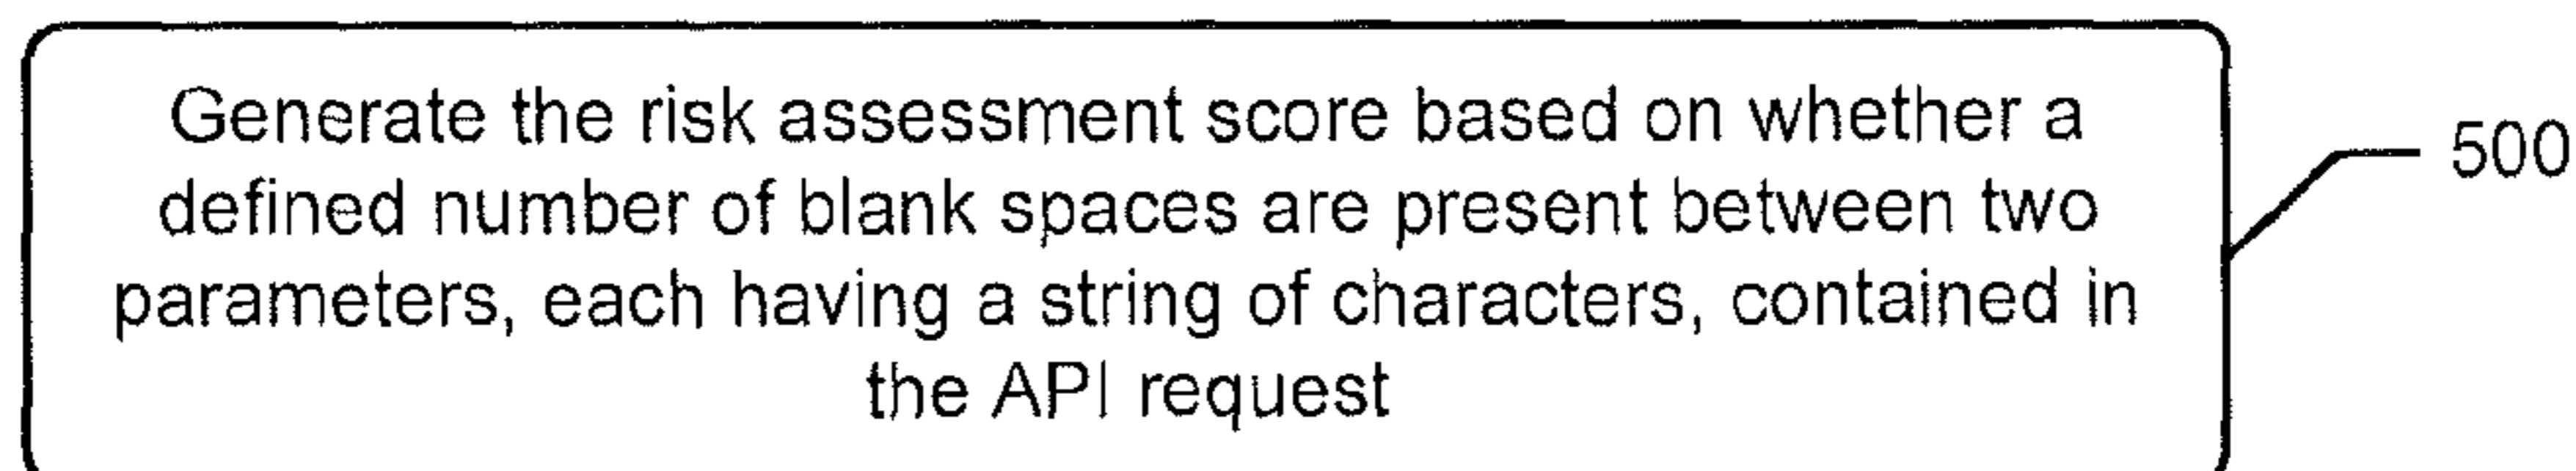 Generate the risk assessment score based on whether a
defined number of blank spaces are present between two
parameters, each having a string of characters, contained in
the API request
500